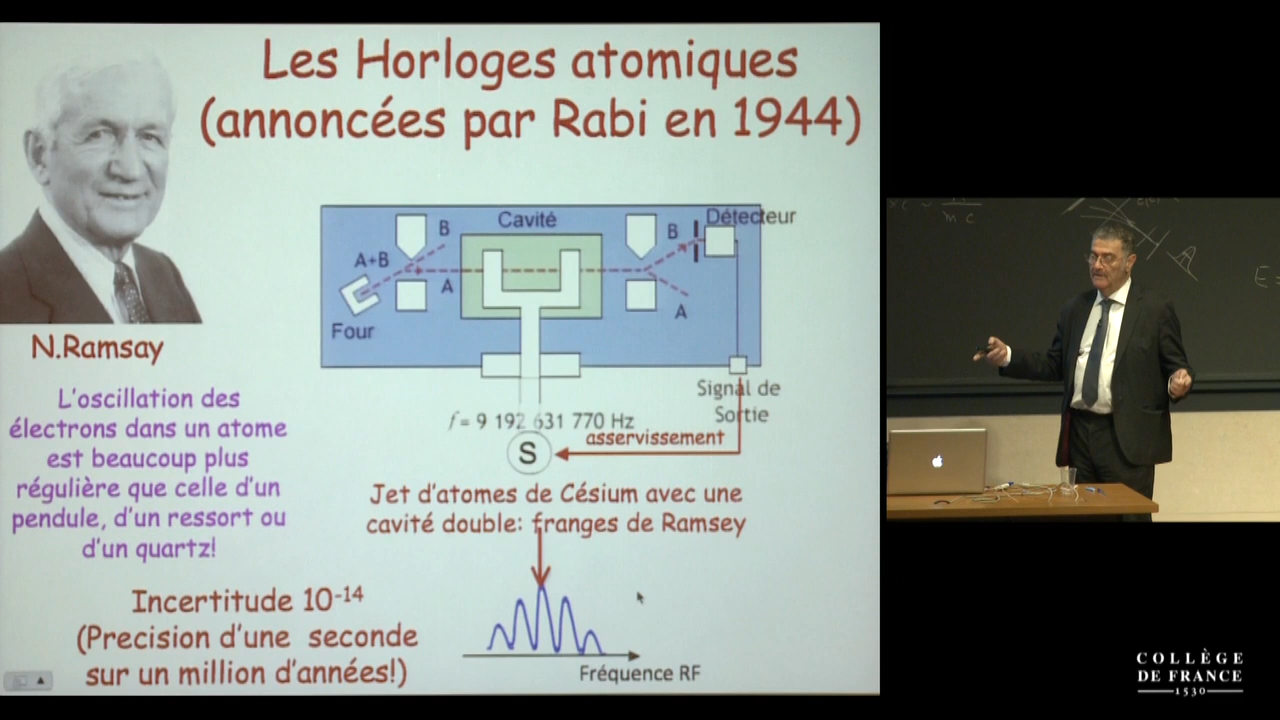 Les Horloges atomiques
(annoncées par Rabi en 1944)
N.Ramsay
L'oscillation des
électrons dans un atome
est beaucoup plus
régulière que celle d'un
pendule, d'un ressort ou
d'un quartz!
A+B
B
A
Four
Cavité
B
A
Détecteur
Signal de
Sortie
f = 9 192 631 770 Hz
asservissement
S
Jet d'atomes de Césium avec une
cavité double: franges de Ramsey
Incertitude 10⁻¹⁴
(Precision d'une seconde
sur un million d'années!)
Fréquence RF
m c
COLLÈGE
DE FRANCE
1530